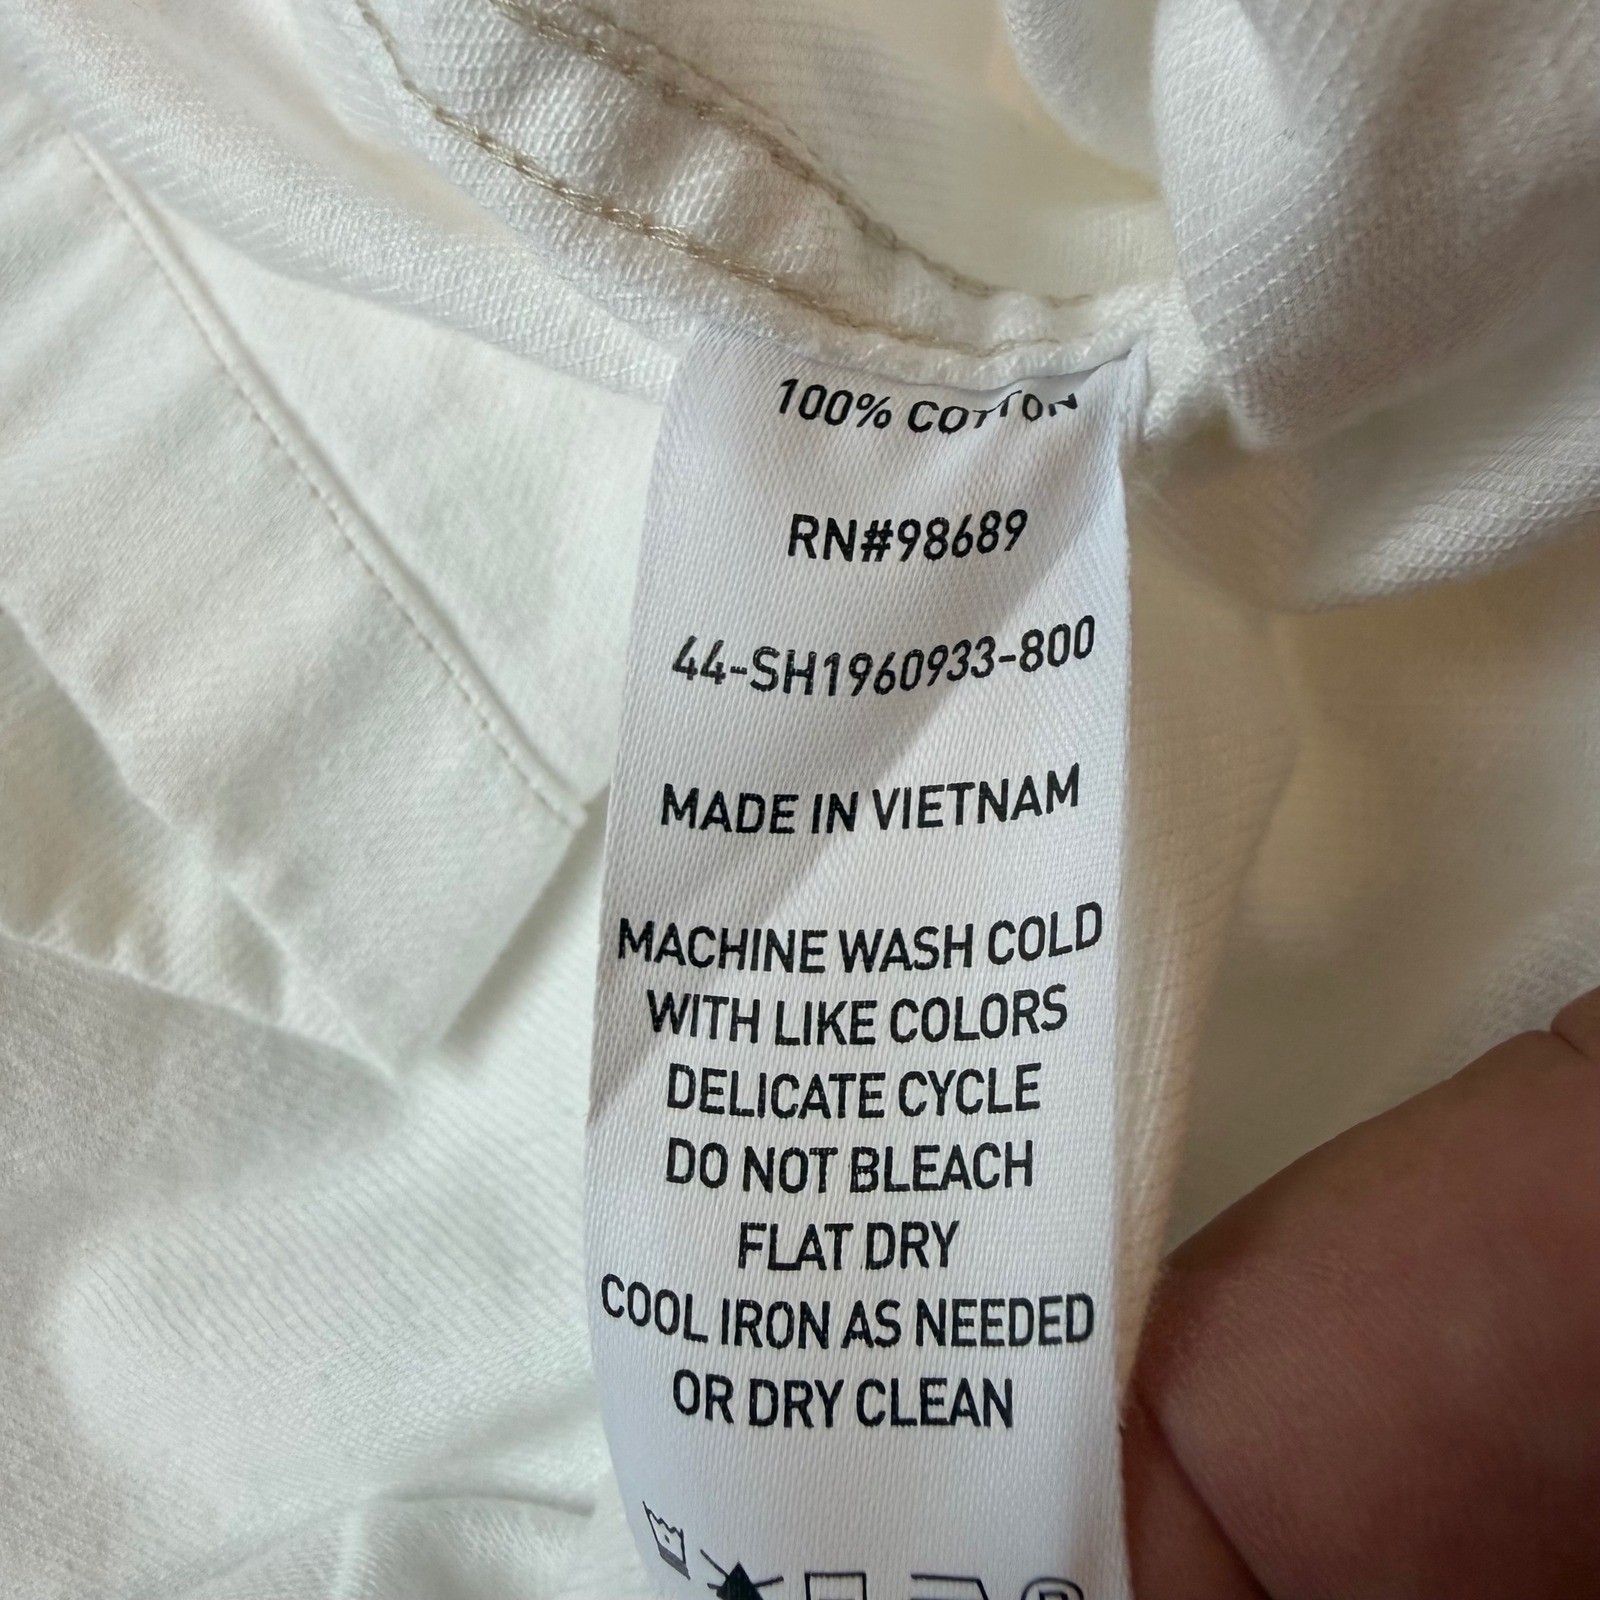 100% COTTON
RN#98689
44-SH1960933-800
MADE IN VIETNAM
MACHINE WASH COLD
WITH LIKE COLORS
DELICATE CYCLE
DO NOT BLEACH
FLAT DRY
COOL IRON AS NEEDED
OR DRY CLEAN
P